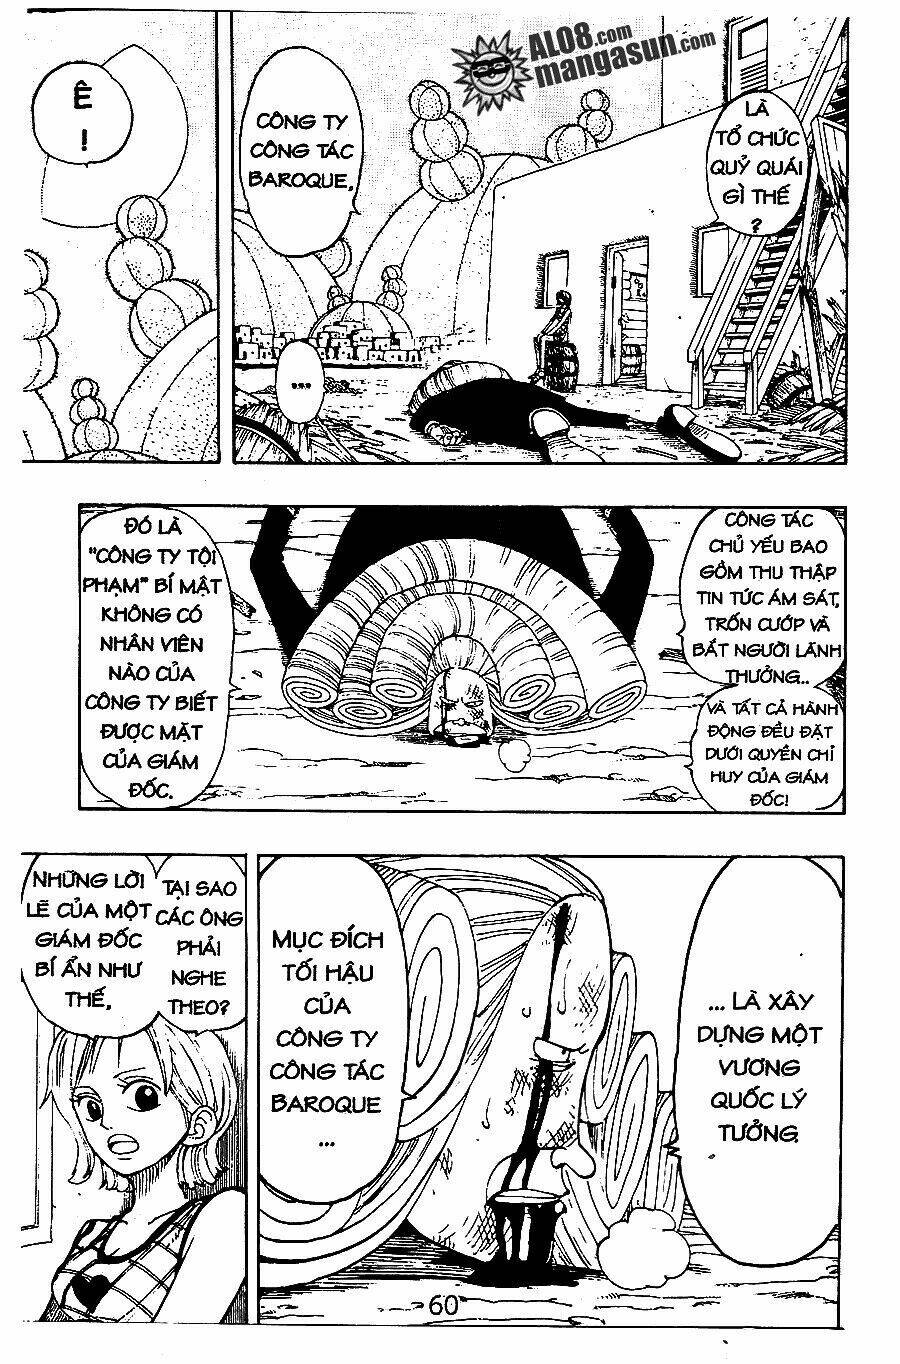 AL08.com
mangasun.com
Ê
!
CÔNG TY
CÔNG TÁC
BAROQUE,
LÀ
TỔ CHỨC
QUỶ QUÁI
GÌ THẾ
?
...
ĐÓ LÀ
"CÔNG TY TỘI
PHẠM" BÍ MẬT
KHÔNG CÓ
NHÂN VIÊN
NÀO CỦA
CÔNG TY BIẾT
ĐƯỢC MẶT
CỦA GIÁM
ĐỐC.
CÔNG TÁC
CHỦ YẾU BAO
GỒM THU THẬP
TIN TỨC ÁM SÁT,
TRỐN CƯỚP VÀ
BẮT NGƯỜI LÃNH
THƯỞNG..
VÀ TẤT CẢ HÀNH
ĐỘNG ĐỀU ĐẶT
DƯỚI QUYỀN CHỈ
HUY CỦA GIÁM
ĐỐC!
NHỮNG LỜI
LẼ CỦA MỘT
GIÁM ĐỐC
BÍ ẨN NHƯ
THẾ,
TẠI SAO
CÁC ÔNG
PHẢI
NGHE
THEO?
MỤC ĐÍCH
TỐI HẬU
CỦA
CÔNG TY
CÔNG TÁC
BAROQUE
...
... LÀ XÂY
DỰNG MỘT
VƯƠNG
QUỐC LÝ
TƯỞNG.
60